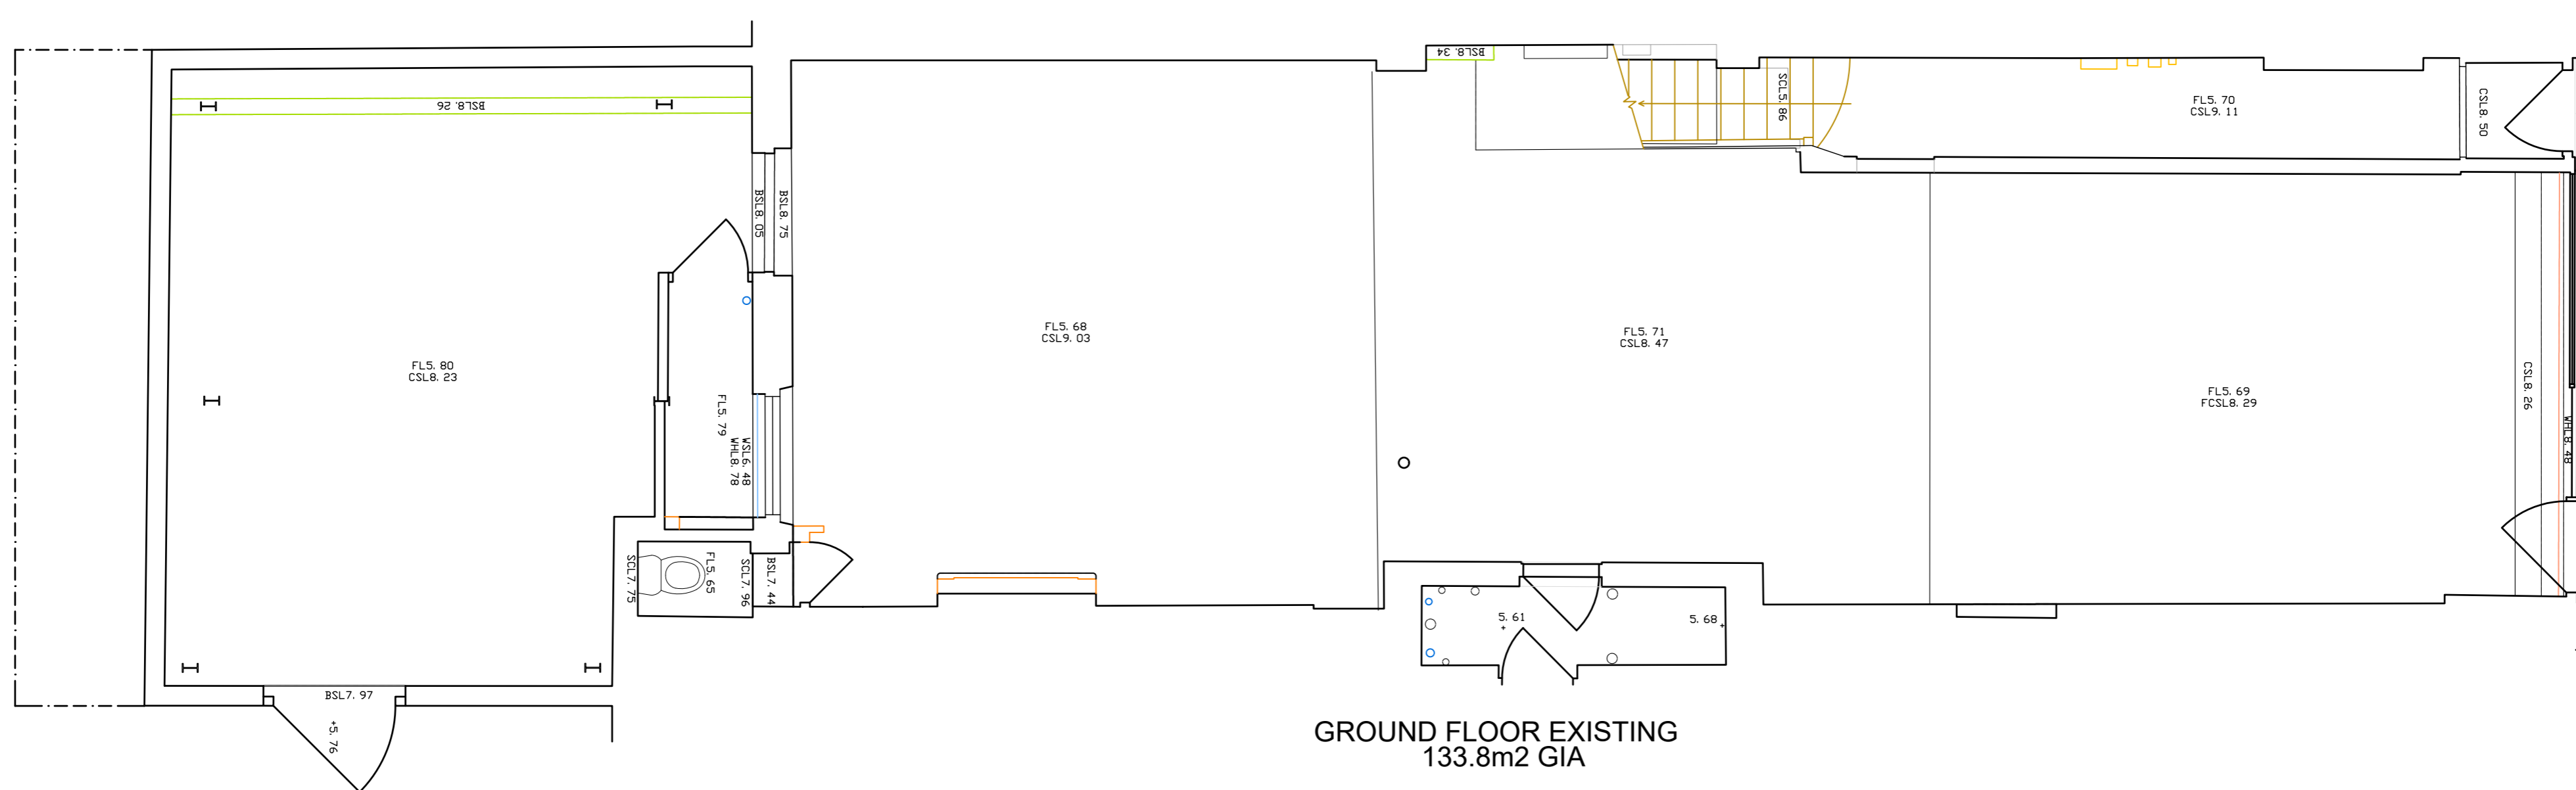 BSL8. 34
BSL8. 26
SCL5. 86
FL5. 70
CSL9. 11
CSL8. 50
BSL8. 05
BSL8. 75
FL5. 68
CSL9. 03
FL5. 71
CSL8. 47
FL5. 80
CSL8. 23
FL5. 79
WSL6. 48
WHL8. 78
FL5. 69
FCSL8. 29
CSL8. 26
WHL8. 48
SCL7. 75
FL5. 65
SCL7. 96
BSL7. 44
5. 61
5. 68
BSL7. 97
+5. 76
GROUND FLOOR EXISTING
133.8m2 GIA